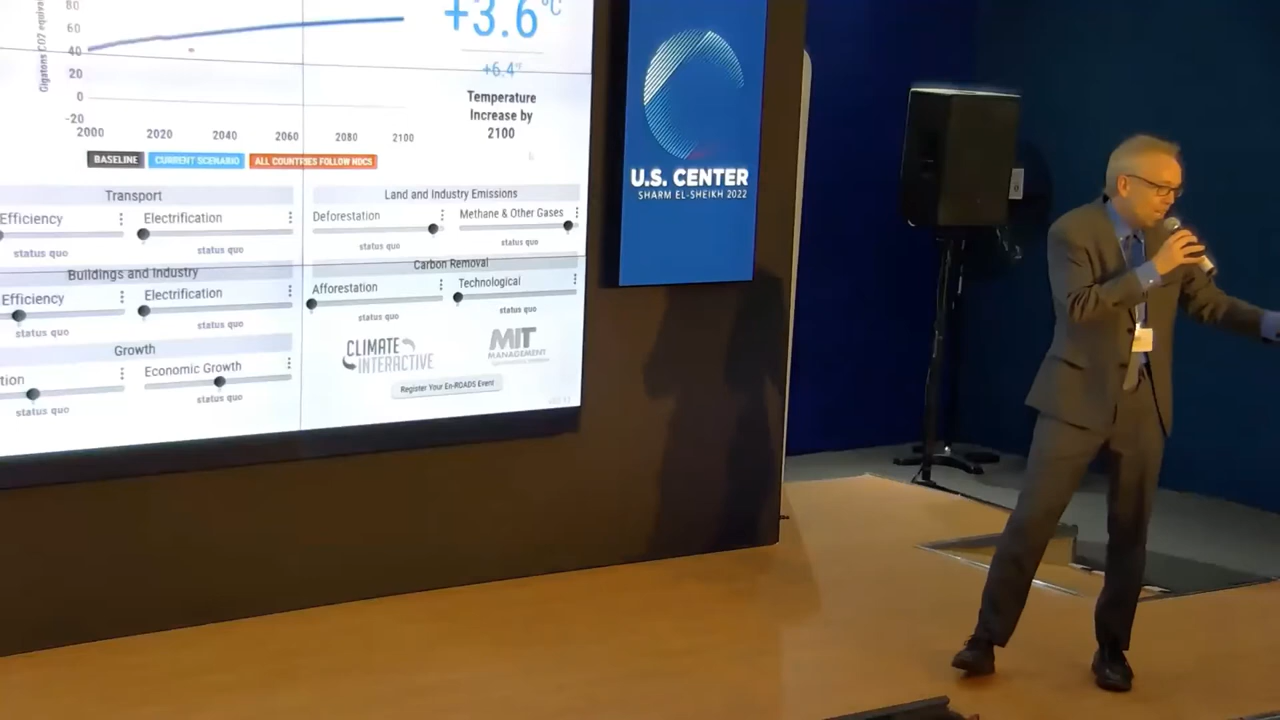 80
60
40
20
0
-20
2000 2020 2040 2060 2080 2100
+3.6°C
+6.4°F
Temperature
Increase by
2100
BASELINE CURRENT SCENARIO ALL COUNTRIES FOLLOW NDCS
Transport
Efficiency Electrification
status quo status quo
Buildings and Industry
Efficiency Electrification
status quo status quo
Growth
tion Economic Growth
status quo status quo
Land and Industry Emissions
Deforestation Methane & Other Gases
status quo status quo
Carbon Removal
Afforestation Technological
status quo status quo
CLIMATE
INTERACTIVE
MIT
MANAGEMENT
Register Your En-ROADS Event
U.S. CENTER
SHARM EL-SHEIKH 2022